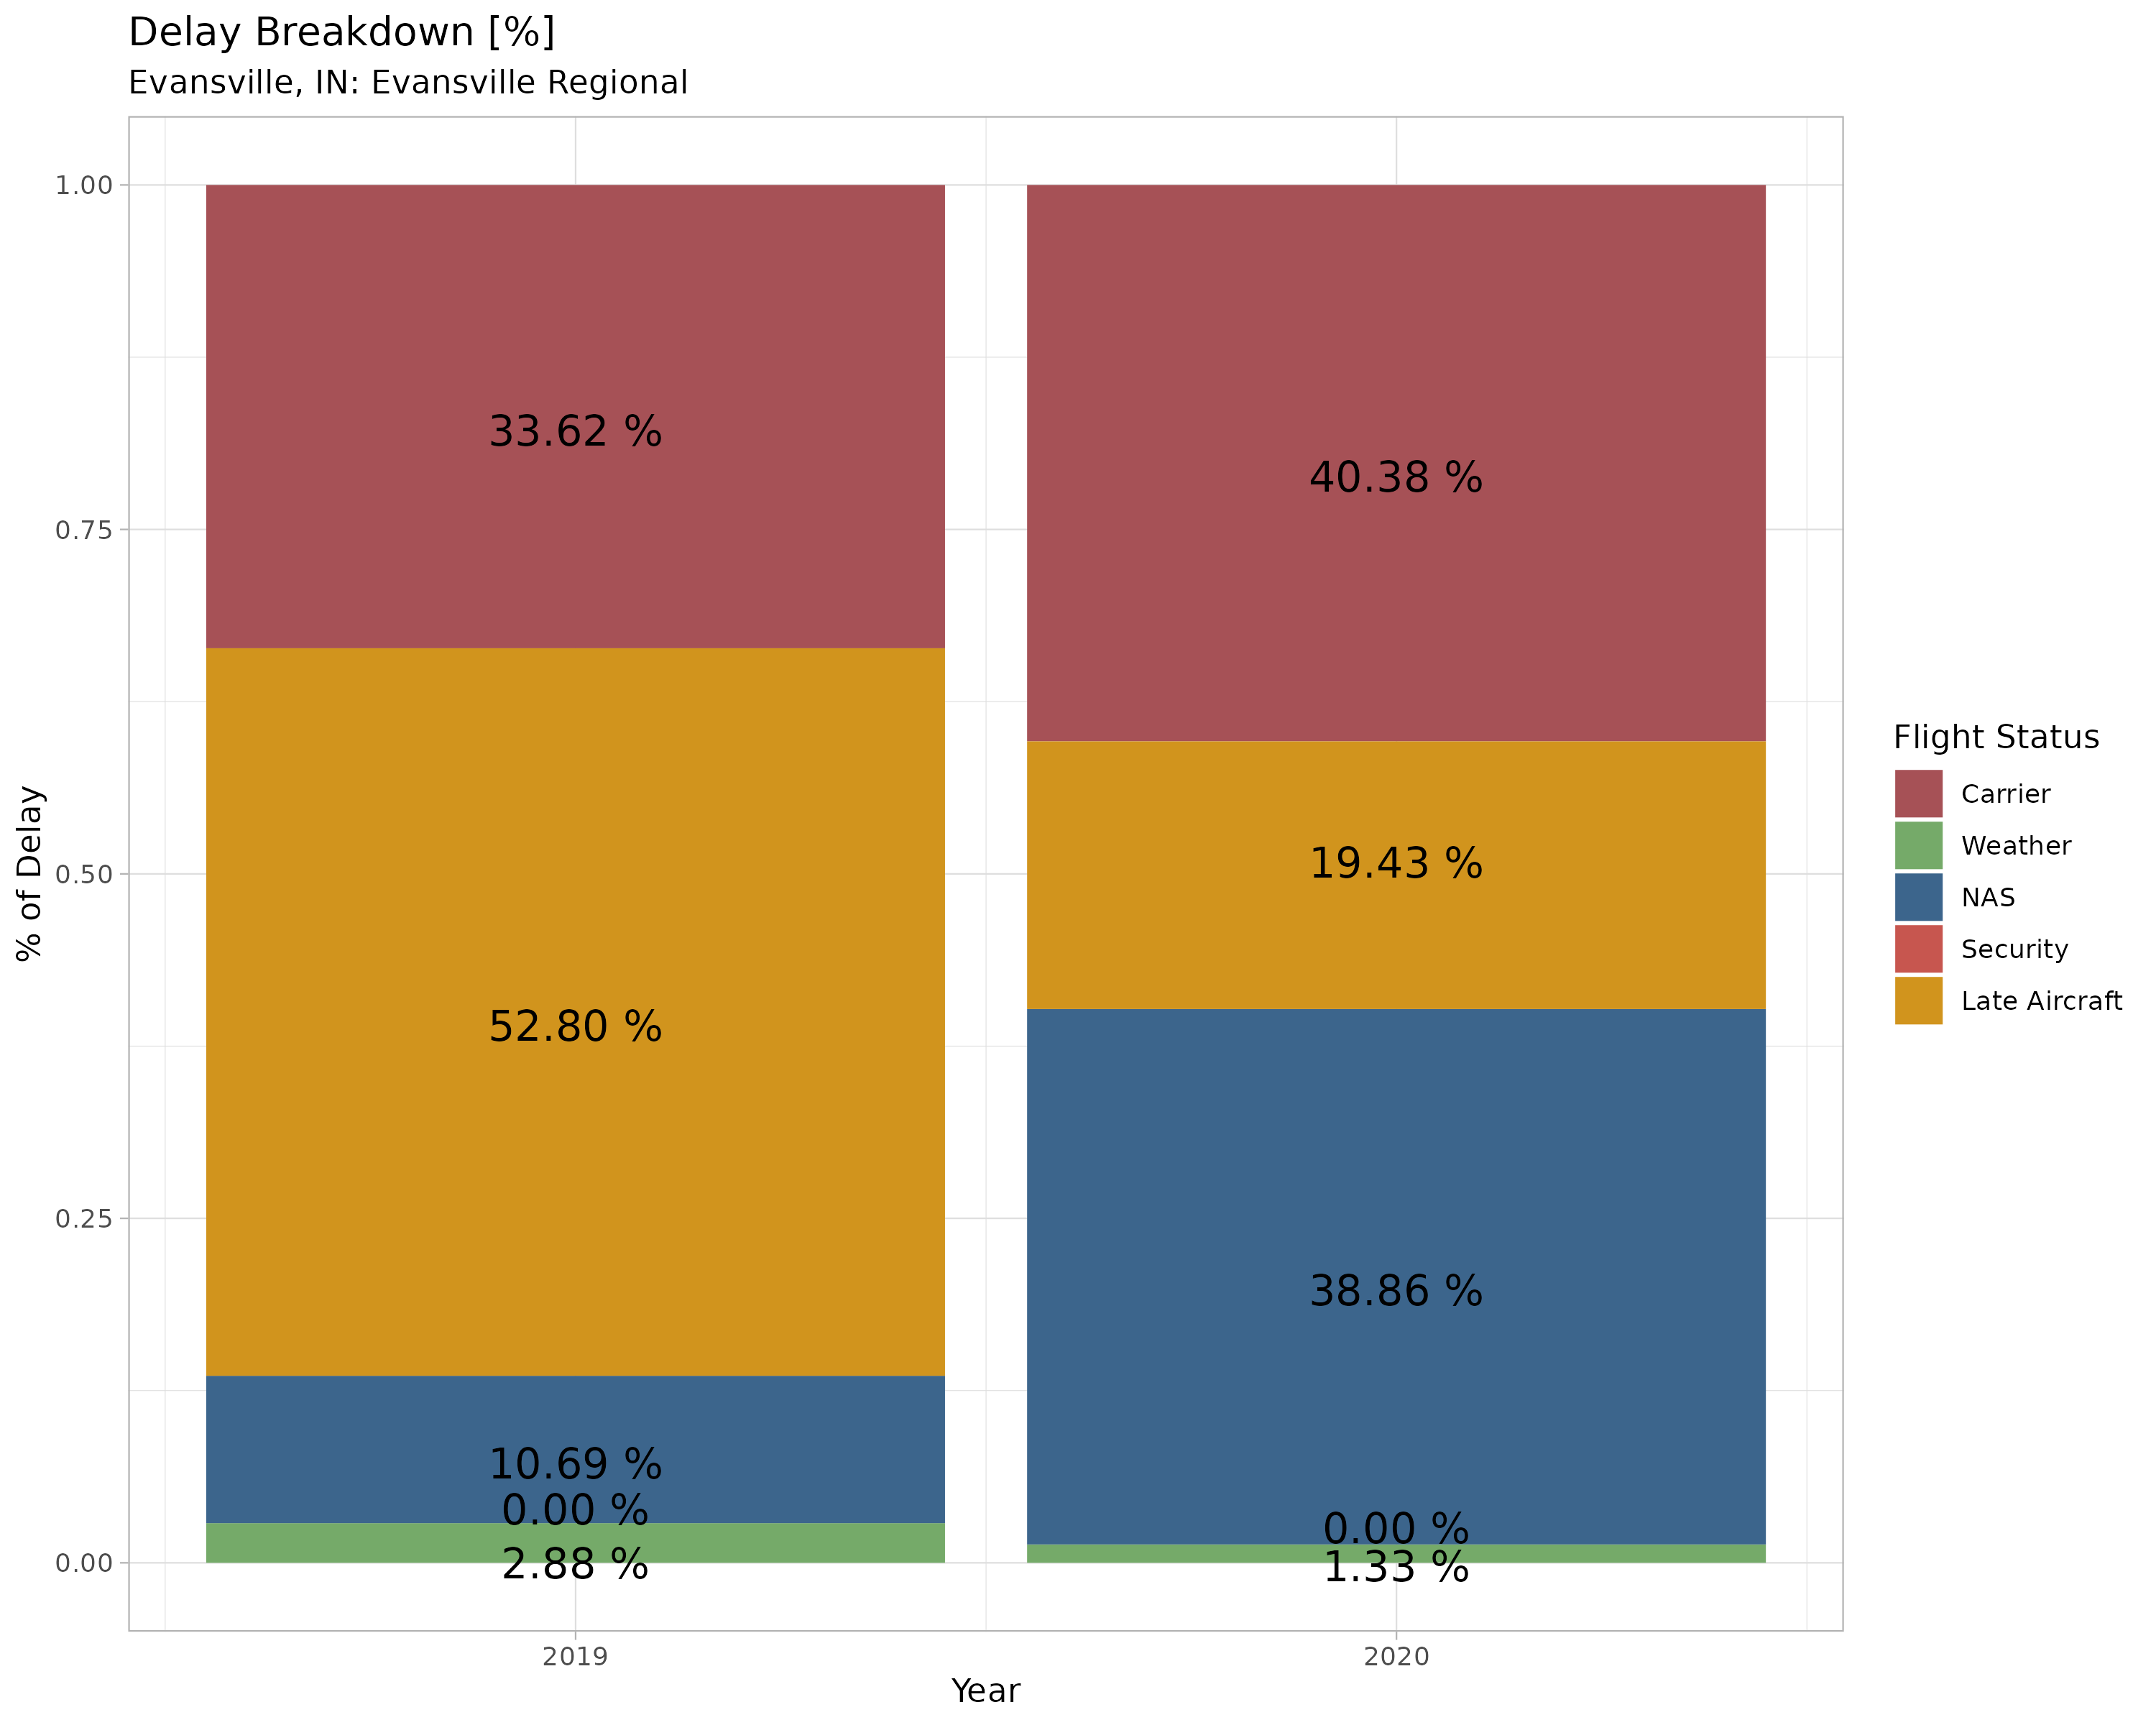 Delay Breakdown [%]
Evansville, IN: Evansville Regional
% of Delay
1.00
0.75
0.50
0.25
0.00
33.62 %
52.80 %
10.69 %
0.00 %
2.88 %
40.38 %
19.43 %
38.86 %
0.00 %
1.33 %
2019
2020
Year
Flight Status
Carrier
Weather
NAS
Security
Late Aircraft